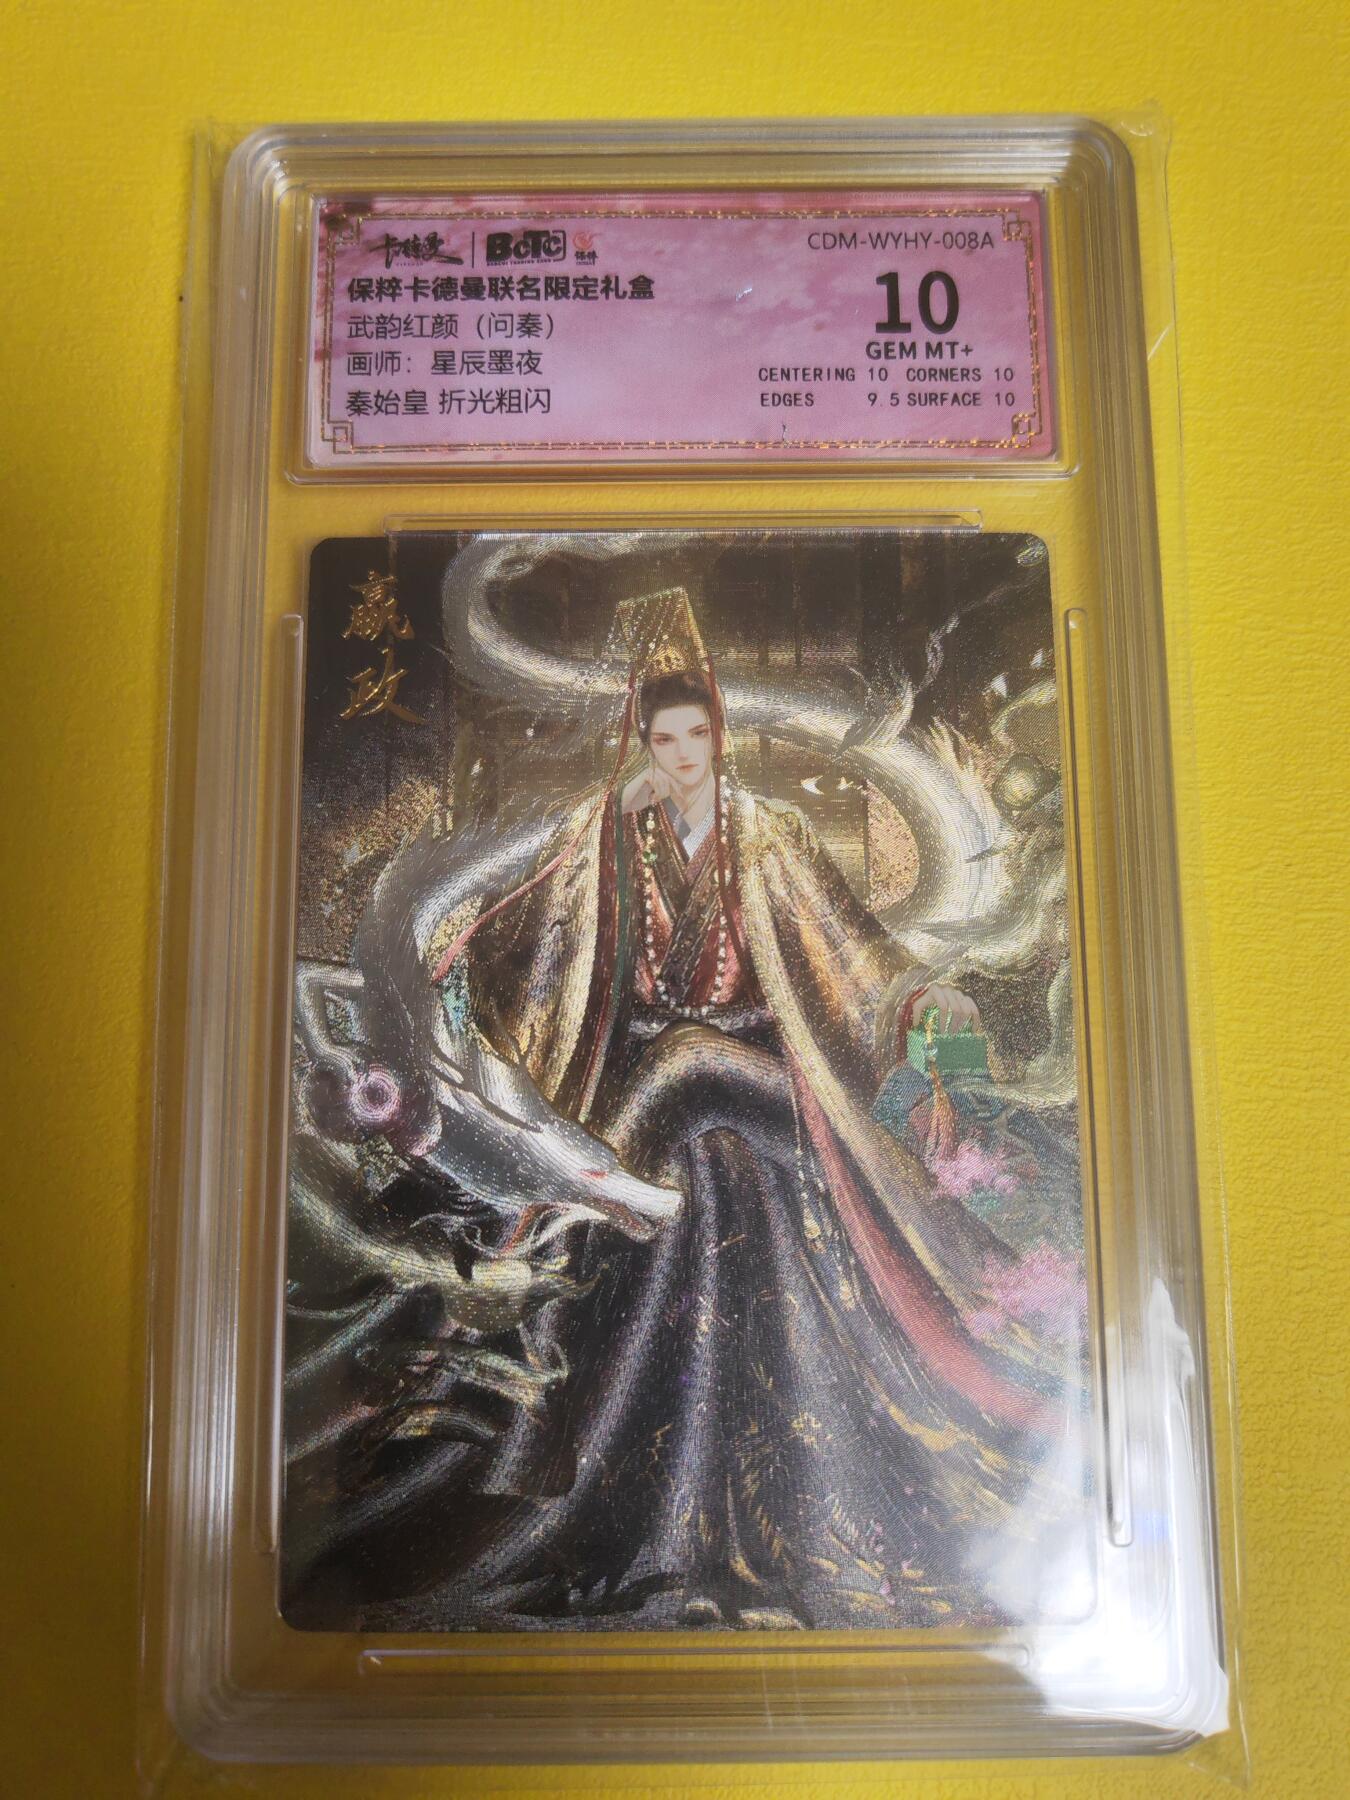 卡德曼 | BCTC 保粹
CDM-WYHY-008A
保粹卡德曼联名限定礼盒
武韵红颜（问秦）
画师：星辰墨夜
秦始皇 折光粗闪
10
GEM MT+
CENTERING 10 CORNERS 10
EDGES 9.5 SURFACE 10
嬴政